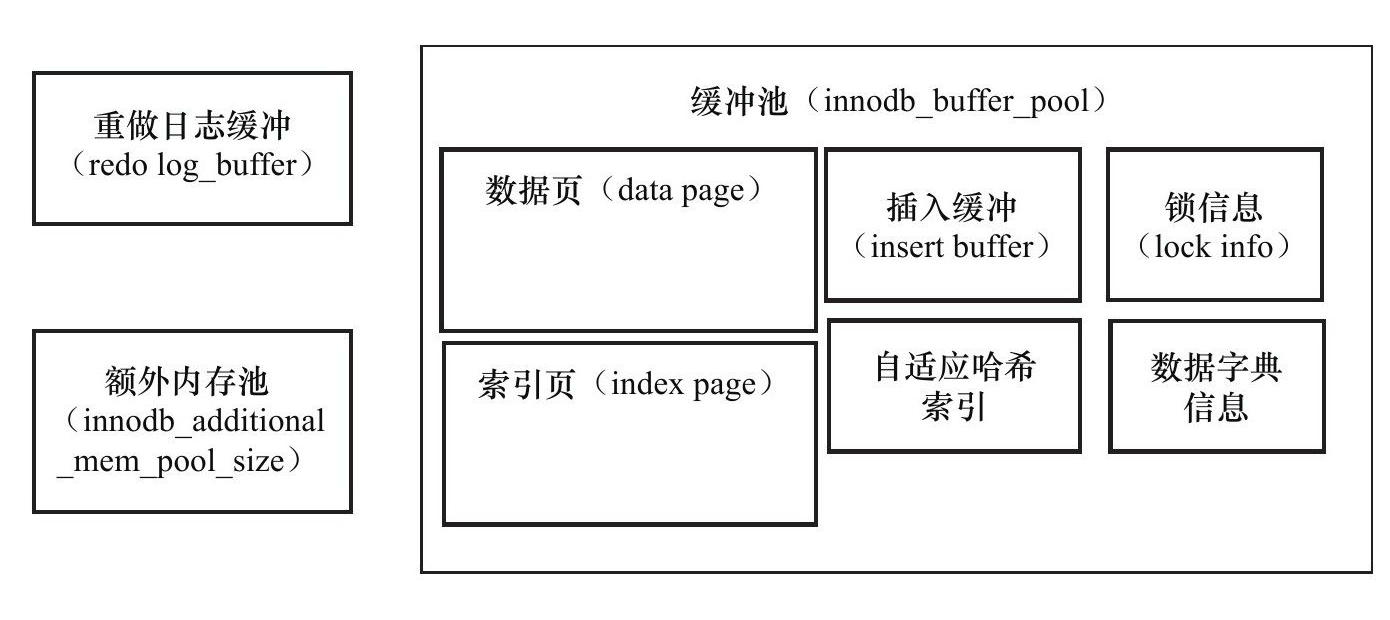 重做日志缓冲
（redo log_buffer）
额外内存池
（innodb_additional
_mem_pool_size）
缓冲池（innodb_buffer_pool）
数据页（data page）
插入缓冲
（insert buffer）
锁信息
（lock info）
索引页（index page）
自适应哈希
索引
数据字典
信息